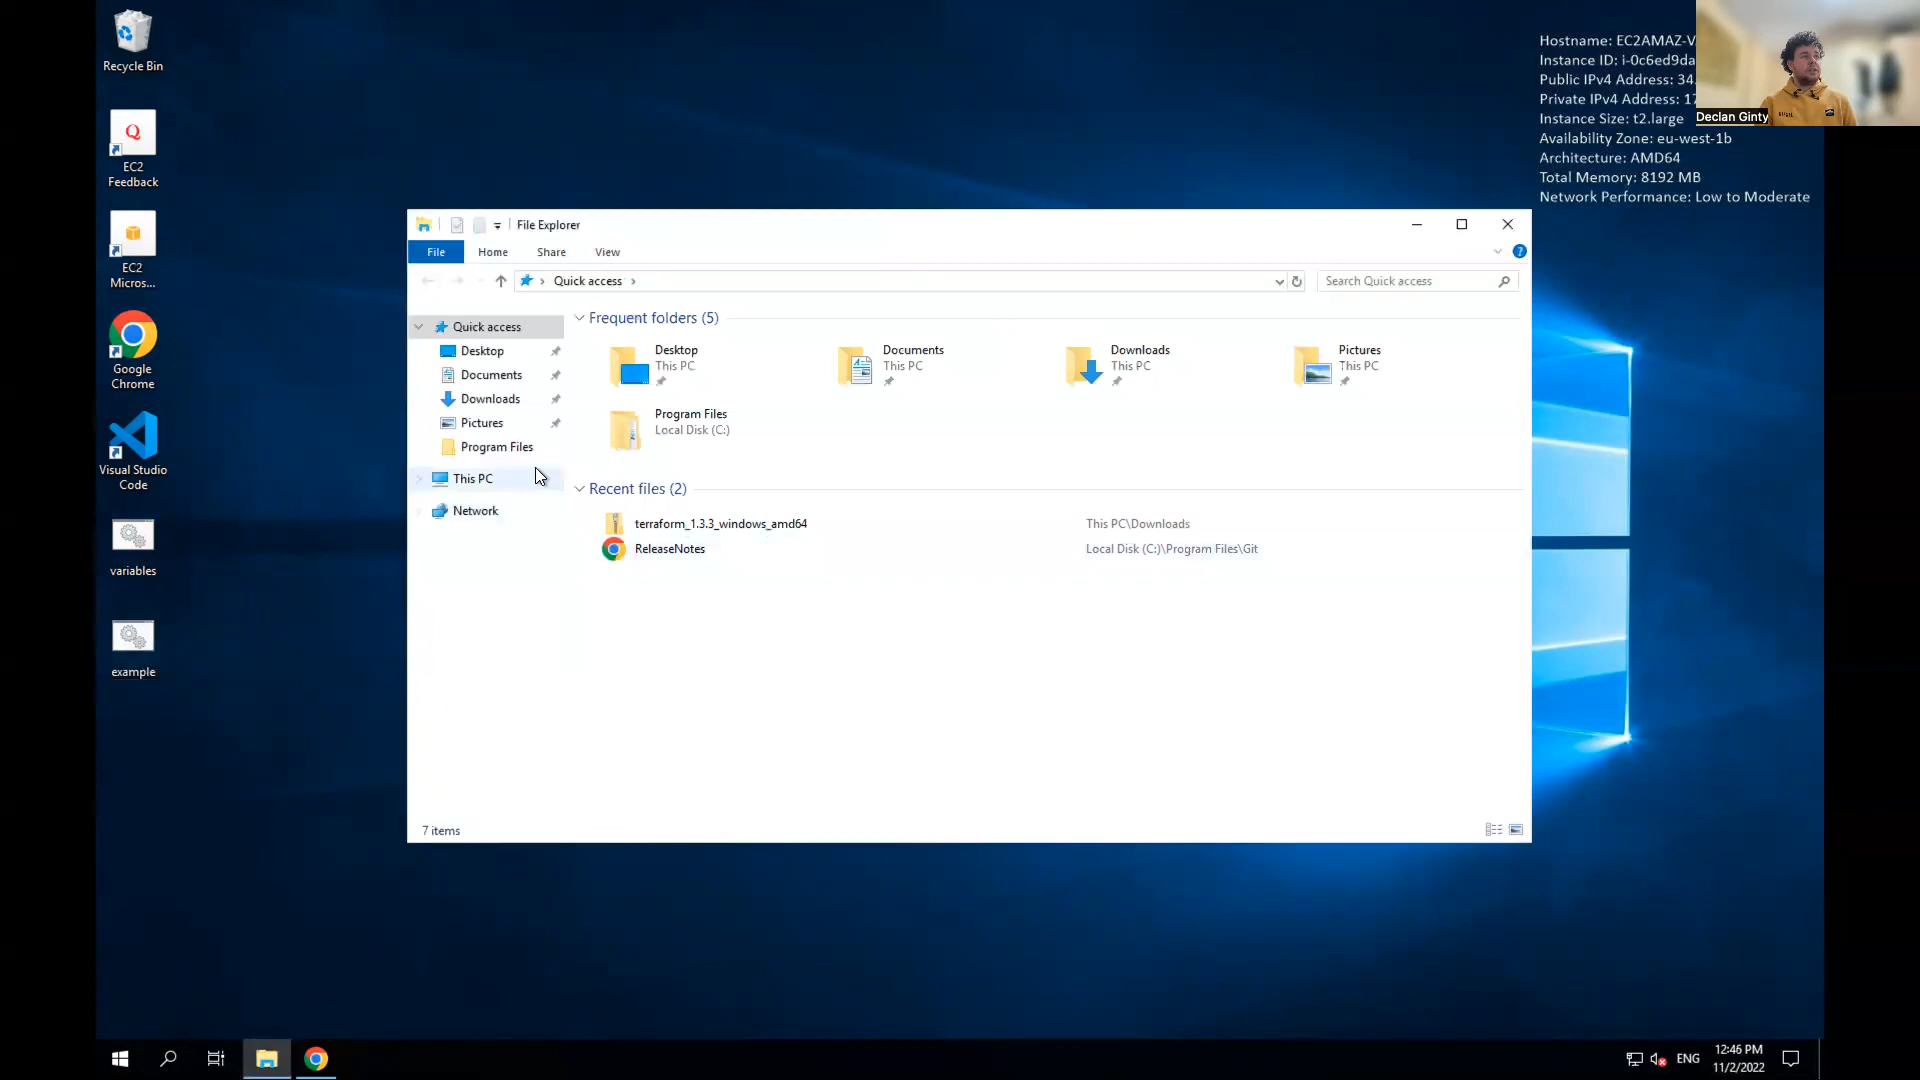 Recycle Bin
EC2
Feedback
EC2
Micros...
Google
Chrome
Visual Studio
Code
variables
example
Hostname: EC2AMAZ-V
Instance ID: i-0c6ed9da
Public IPv4 Address: 34.
Private IPv4 Address: 17
Instance Size: t2.large
Availability Zone: eu-west-1b
Architecture: AMD64
Total Memory: 8192 MB
Network Performance: Low to Moderate
Declan Ginty
File Explorer
File Home Share View
Quick access
Search Quick access
Quick access
Desktop
Documents
Downloads
Pictures
Program Files
This PC
Network
Frequent folders (5)
Desktop
This PC
Documents
This PC
Downloads
This PC
Pictures
This PC
Program Files
Local Disk (C:)
Recent files (2)
terraform_1.3.3_windows_amd64 This PC\Downloads
ReleaseNotes Local Disk (C:)\Program Files\Git
7 items
ENG
12:46 PM
11/2/2022